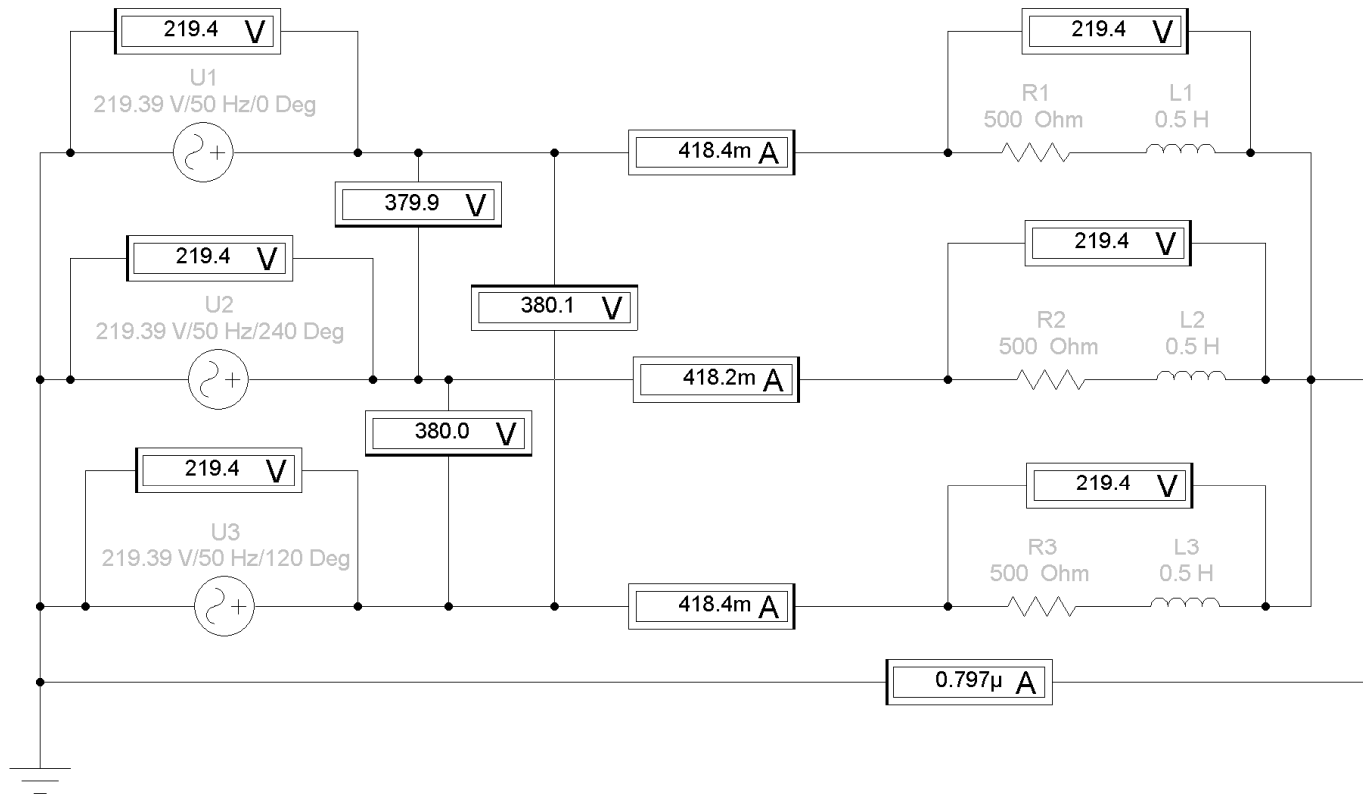 219.4 V
219.4 V
U1
219.39 V/50 Hz/0 Deg
R1
500 Ohm
L1
0.5 H
418.4m A
379.9 V
219.4 V
219.4 V
380.1 V
U2
219.39 V/50 Hz/240 Deg
R2
500 Ohm
L2
0.5 H
418.2m A
380.0 V
219.4 V
219.4 V
U3
219.39 V/50 Hz/120 Deg
R3
500 Ohm
L3
0.5 H
418.4m A
0.797µ A